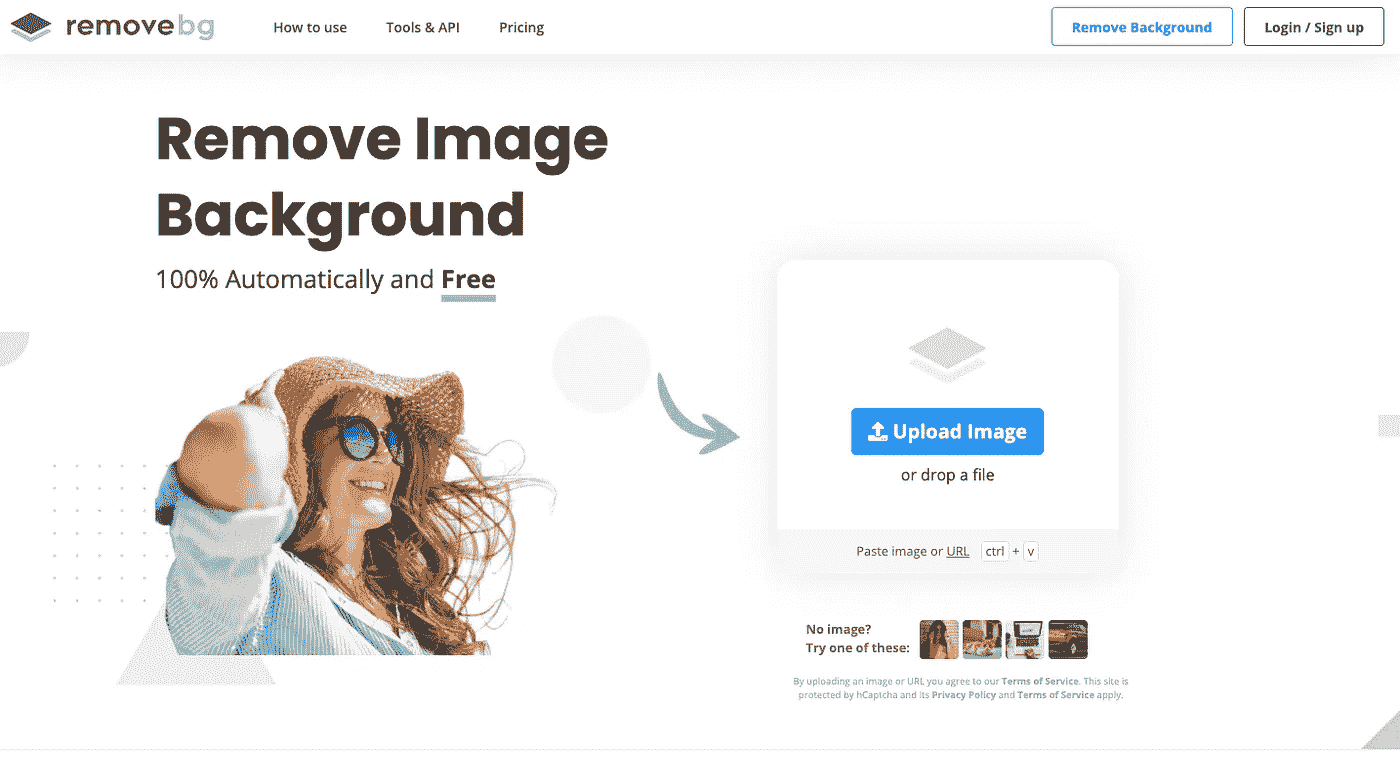 removebg
How to use
Tools & API
Pricing
Remove Background
Login / Sign up
Remove Image
Background
100% Automatically and Free
Upload Image
or drop a file
Paste image or URL ctrl + v
No image?
Try one of these:
By uploading an image or URL you agree to our Terms of Service. This site is
protected by hCaptcha and its Privacy Policy and Terms of Service apply.